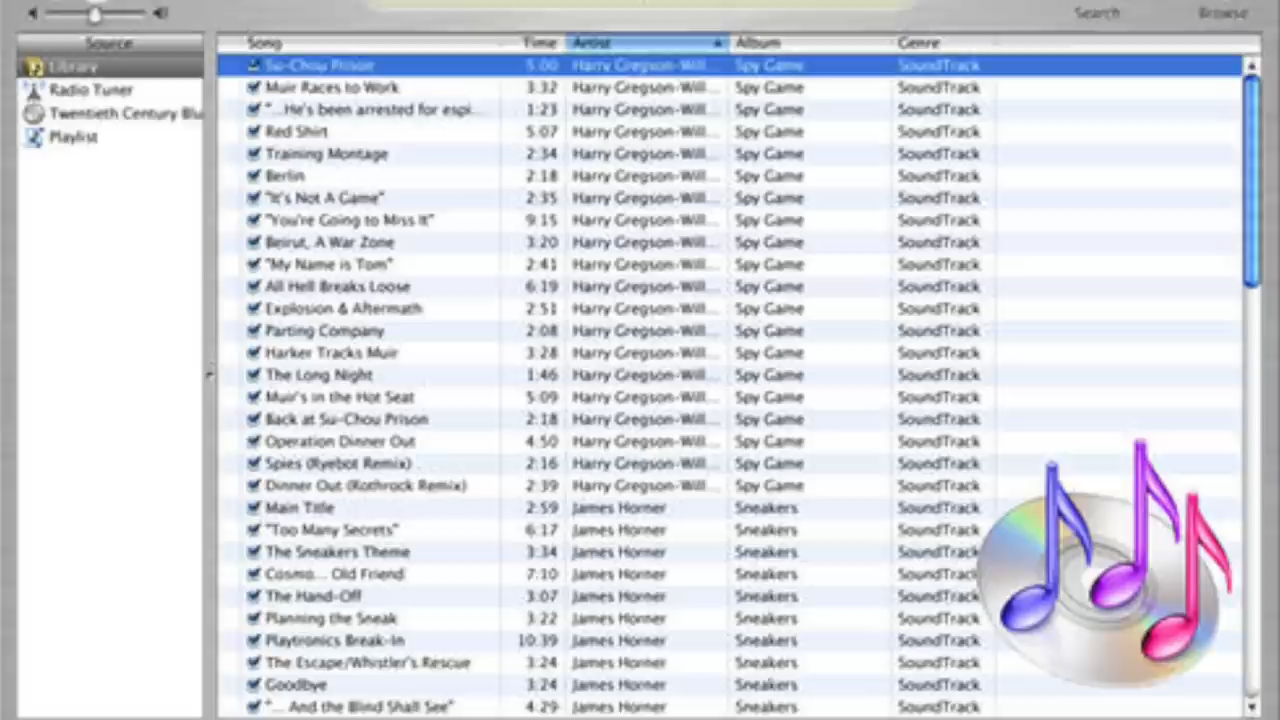 Search Browse
Source Song Time Artist Album Genre
Library Su-Chou Prison 5:00 Harry Gregson-Will... Spy Game SoundTrack
Radio Tuner Muir Races to Work 3:32 Harry Gregson-Will... Spy Game SoundTrack
Twentieth Century Blu "...He's been arrested for espi... 1:23 Harry Gregson-Will... Spy Game SoundTrack
Playlist Red Shirt 5:07 Harry Gregson-Will... Spy Game SoundTrack
Training Montage 2:34 Harry Gregson-Will... Spy Game SoundTrack
Berlin 2:18 Harry Gregson-Will... Spy Game SoundTrack
"It's Not A Game" 2:35 Harry Gregson-Will... Spy Game SoundTrack
"You're Going to Miss It" 9:15 Harry Gregson-Will... Spy Game SoundTrack
Beirut, A War Zone 3:20 Harry Gregson-Will... Spy Game SoundTrack
"My Name is Tom" 2:41 Harry Gregson-Will... Spy Game SoundTrack
All Hell Breaks Loose 6:19 Harry Gregson-Will... Spy Game SoundTrack
Explosion & Aftermath 2:51 Harry Gregson-Will... Spy Game SoundTrack
Parting Company 2:08 Harry Gregson-Will... Spy Game SoundTrack
Harker Tracks Muir 3:28 Harry Gregson-Will... Spy Game SoundTrack
The Long Night 1:46 Harry Gregson-Will... Spy Game SoundTrack
Muir's in the Hot Seat 5:09 Harry Gregson-Will... Spy Game SoundTrack
Back at Su-Chou Prison 2:18 Harry Gregson-Will... Spy Game SoundTrack
Operation Dinner Out 4:50 Harry Gregson-Will... Spy Game SoundTrack
Spies (Ryebot Remix) 2:16 Harry Gregson-Will... Spy Game SoundTrack
Dinner Out (Rothrock Remix) 2:39 Harry Gregson-Will... Spy Game SoundTrack
Main Title 2:59 James Horner Sneakers SoundTrack
"Too Many Secrets" 6:17 James Horner Sneakers SoundTrack
The Sneakers Theme 3:34 James Horner Sneakers SoundTrack
Cosmo... Old Friend 7:10 James Horner Sneakers SoundTrack
The Hand-Off 3:07 James Horner Sneakers SoundTrack
Planning the Sneak 3:22 James Horner Sneakers SoundTrack
Playtronics Break-In 10:39 James Horner Sneakers SoundTrack
The Escape/Whistler's Rescue 3:24 James Horner Sneakers SoundTrack
Goodbye 3:24 James Horner Sneakers SoundTrack
"... And the Blind Shall See" 4:29 James Horner Sneakers SoundTrack